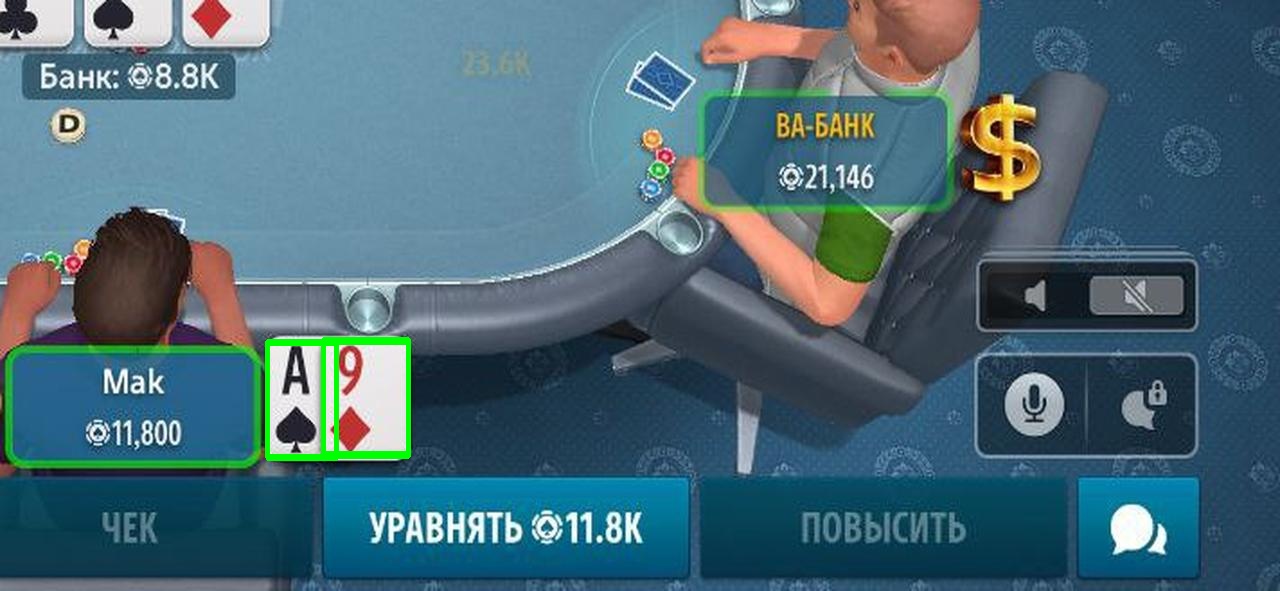 Банк: 8.8K
23.6K
D
ВА-БАНК
21,146
Mak
11,800
A
9
ЧЕК
УРАВНЯТЬ 11.8K
ПОВЫСИТЬ